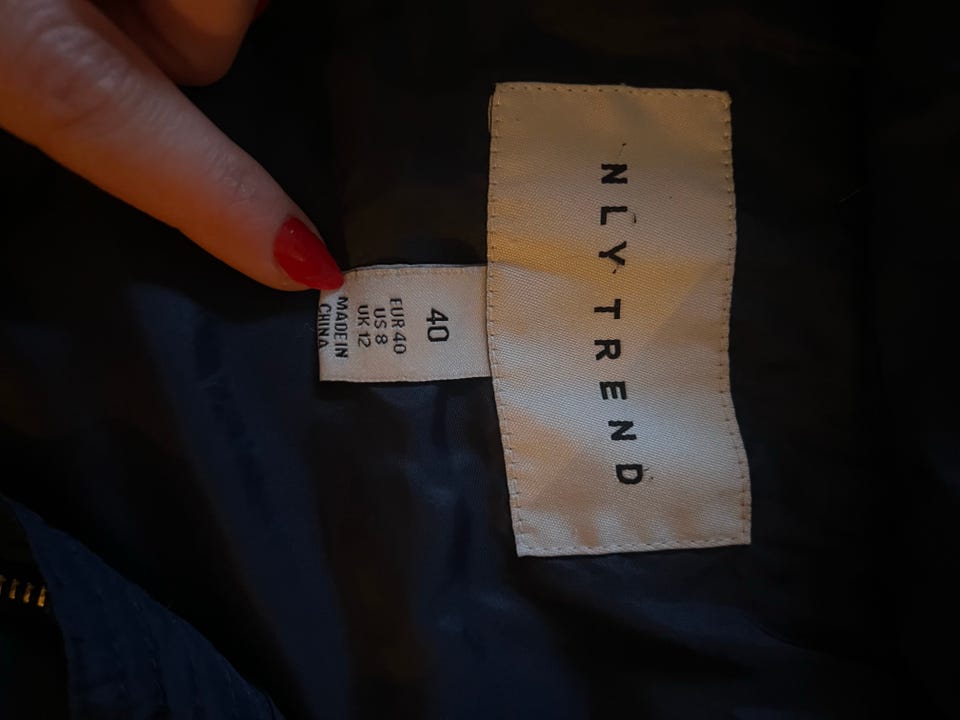 NLY TREND
40
EUR 40
US 8
UK 12
MADE IN
CHINA